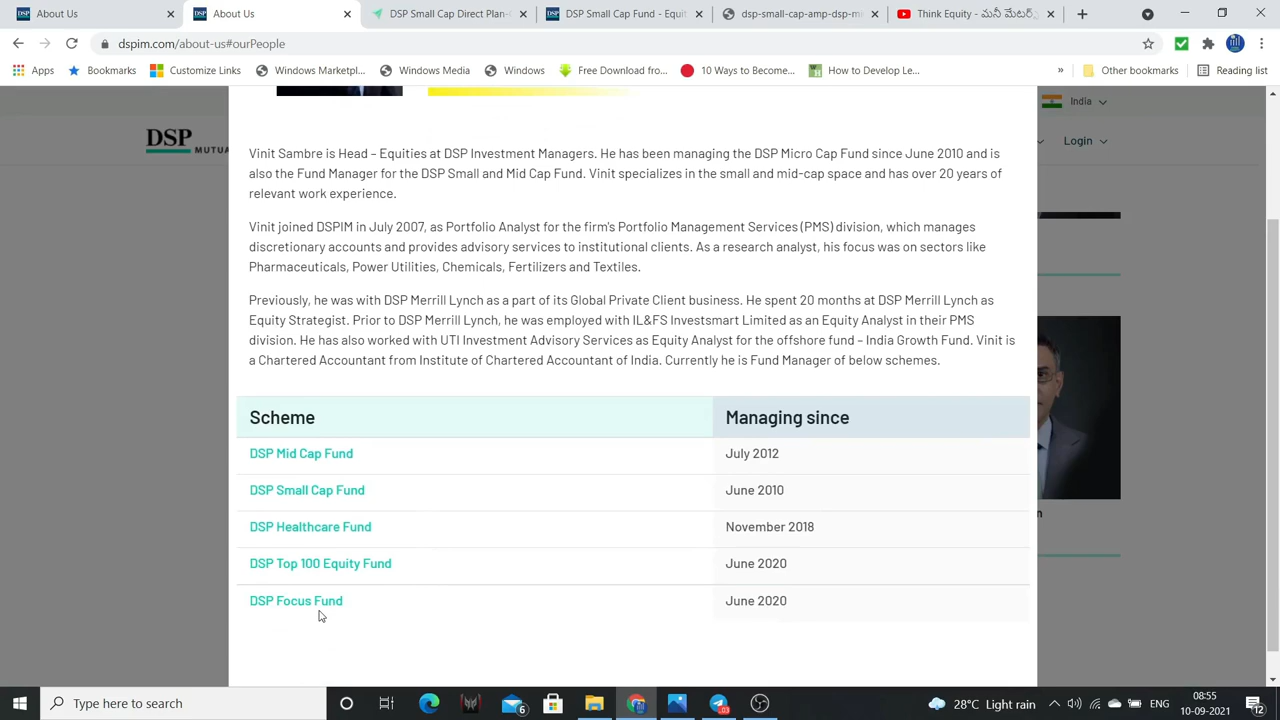 DSP About Us
DSP About Us
DSP Small Cap Direct Plan-
DSP DSP Small Cap Fund - Equit
dsp-small-cap-amp-dsp-m
Think Equity - మనీ మేటర్స్
dspim.com/about-us#ourPeople
Apps
Bookmarks
Customize Links
Windows Marketpl...
Windows Media
Windows
Free Download fro...
10 Ways to Become...
How to Develop Le...
»
Other bookmarks
Reading list
India
DSP MUTU
Login
Vinit Sambre is Head – Equities at DSP Investment Managers. He has been managing the DSP Micro Cap Fund since June 2010 and is
also the Fund Manager for the DSP Small and Mid Cap Fund. Vinit specializes in the small and mid-cap space and has over 20 years of
relevant work experience.
Vinit joined DSPIM in July 2007, as Portfolio Analyst for the firm's Portfolio Management Services (PMS) division, which manages
discretionary accounts and provides advisory services to institutional clients. As a research analyst, his focus was on sectors like
Pharmaceuticals, Power Utilities, Chemicals, Fertilizers and Textiles.
Previously, he was with DSP Merrill Lynch as a part of its Global Private Client business. He spent 20 months at DSP Merrill Lynch as
Equity Strategist. Prior to DSP Merrill Lynch, he was employed with IL&FS Investsmart Limited as an Equity Analyst in their PMS
division. He has also worked with UTI Investment Advisory Services as Equity Analyst for the offshore fund – India Growth Fund. Vinit is
a Chartered Accountant from Institute of Chartered Accountant of India. Currently he is Fund Manager of below schemes.
Scheme Managing since
DSP Mid Cap Fund July 2012
DSP Small Cap Fund June 2010
DSP Healthcare Fund November 2018
DSP Top 100 Equity Fund June 2020
DSP Focus Fund June 2020
n
Type here to search
28°C Light rain
ENG
08:55
10-09-2021